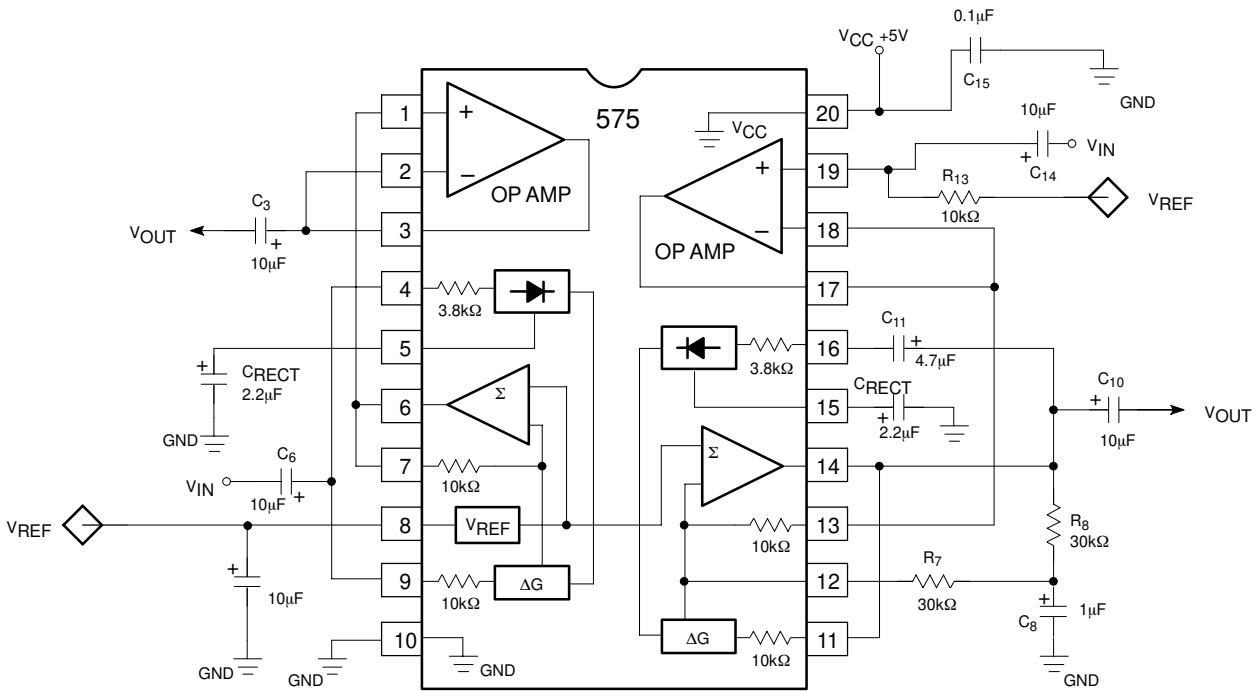 0.1μF
VCC +5V
C15
GND
575
1
+
20
VCC
10μF
VIN
C14
+
2
−
OP AMP
+
19
R13
10kΩ
VREF
C3
VOUT
+
10μF
3
OP AMP
−
18
4
3.8kΩ
17
C11
+
4.7μF
5
16
3.8kΩ
+
CRECT
2.2μF
GND
Σ
6
15
CRECT
+
2.2μF
C10
+
10μF
VOUT
C6
VIN
10μF
+
7
10kΩ
Σ
14
VREF
8
VREF
13
10kΩ
R8
30kΩ
+
10μF
GND
9
10kΩ
ΔG
12
R7
30kΩ
+
C8
1μF
GND
10
GND
GND
ΔG
10kΩ
11